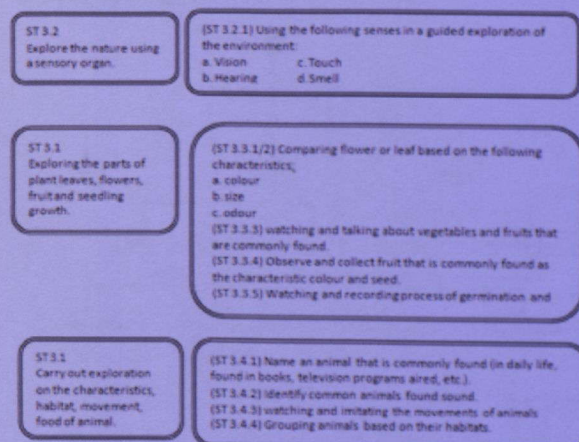 ST 3.2
Explore the nature using
a sensory organ.
(ST 3.2.1) Using the following senses in a guided exploration of
the environment:
a. Vision c. Touch
b. Hearing d. Smell
ST 3.1
Exploring the parts of
plant leaves, flowers,
fruit and seedling
growth.
(ST 3.3.1/2) Comparing flower or leaf based on the following
characteristics;
a. colour
b. size
c. odour
(ST 3.3.3) watching and talking about vegetables and fruits that
are commonly found.
(ST 3.3.4) Observe and collect fruit that is commonly found as
the characteristic colour and seed.
(ST 3.3.5) Watching and recording process of germination and
ST 3.1
Carry out exploration
on the characteristics,
habitat, movement,
food of animal.
(ST 3.4.1) Name an animal that is commonly found (in daily life,
found in books, television programs aired, etc.).
(ST 3.4.2) Identify common animals found sound.
(ST 3.4.3) watching and imitating the movements of animals
(ST 3.4.4) Grouping animals based on their habitats.